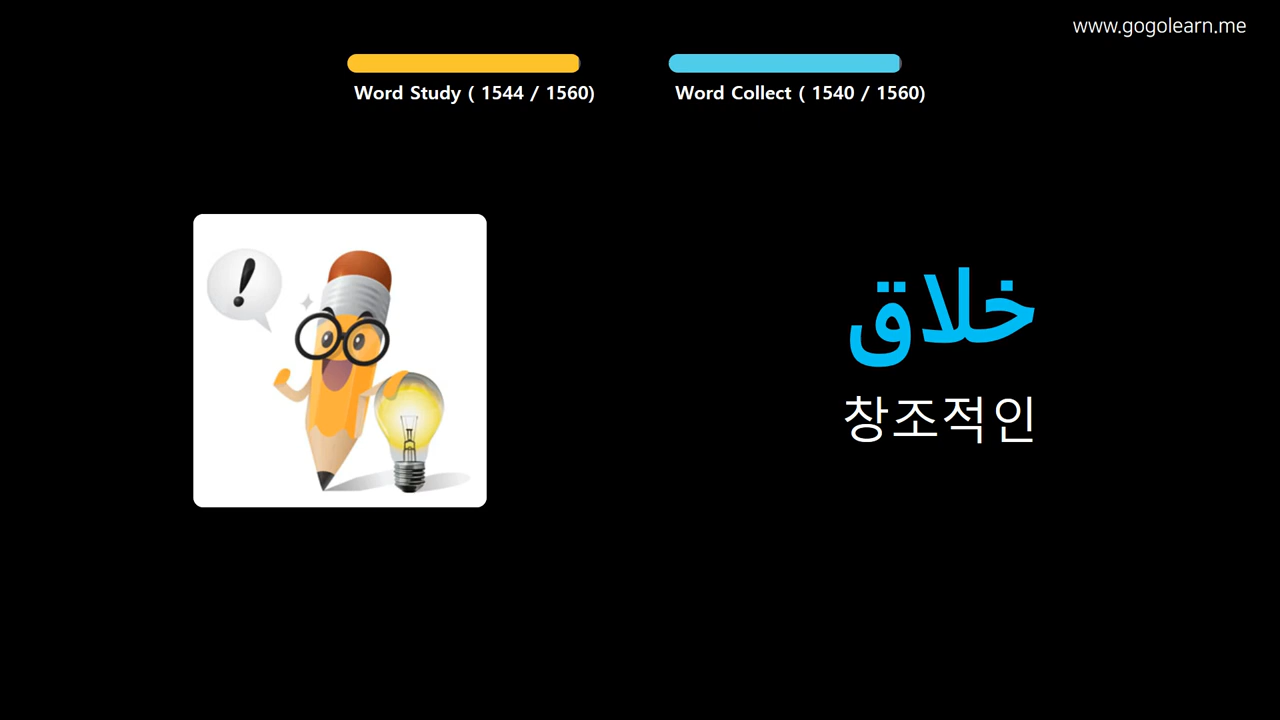 www.gogolearn.me
Word Study ( 1544 / 1560)
Word Collect ( 1540 / 1560)
!
خلاق
창조적인